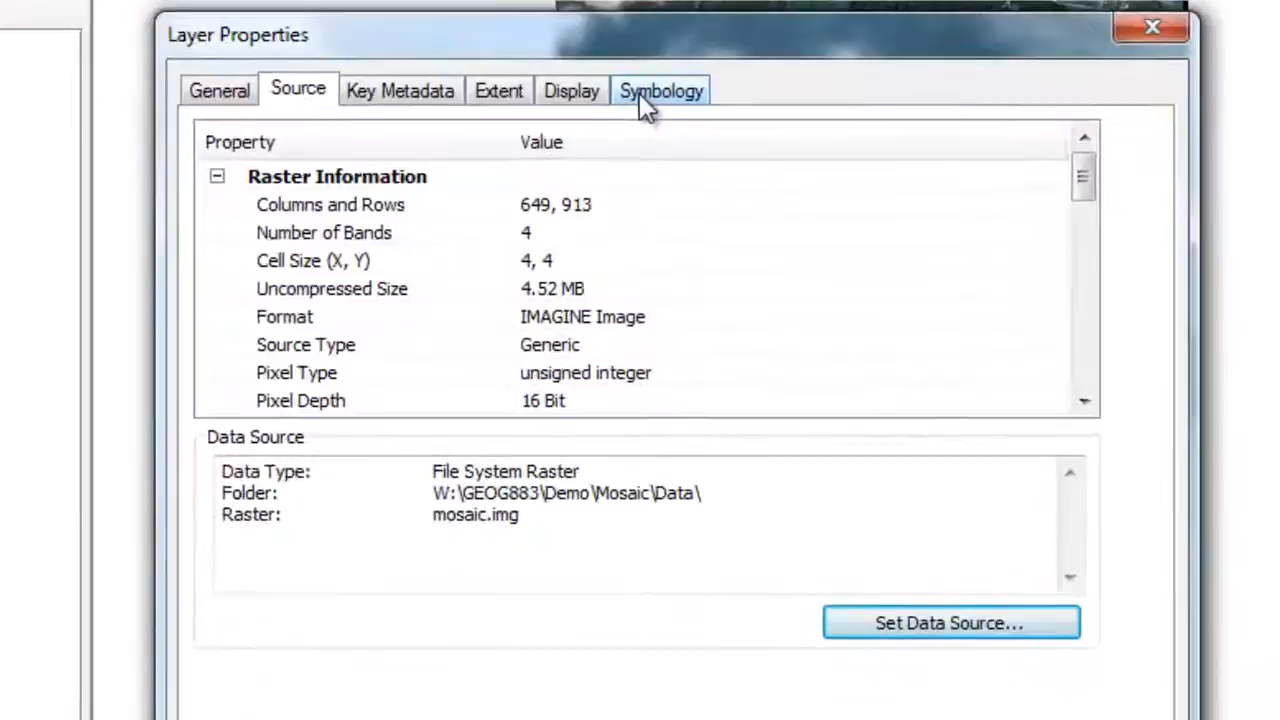 Layer Properties
General Source Key Metadata Extent Display Symbology
Property Value
Raster Information
Columns and Rows 649, 913
Number of Bands 4
Cell Size (X, Y) 4, 4
Uncompressed Size 4.52 MB
Format IMAGINE Image
Source Type Generic
Pixel Type unsigned integer
Pixel Depth 16 Bit
Data Source
Data Type: File System Raster
Folder: W:\GEOG883\Demo\Mosaic\Data\
Raster: mosaic.img
Set Data Source...